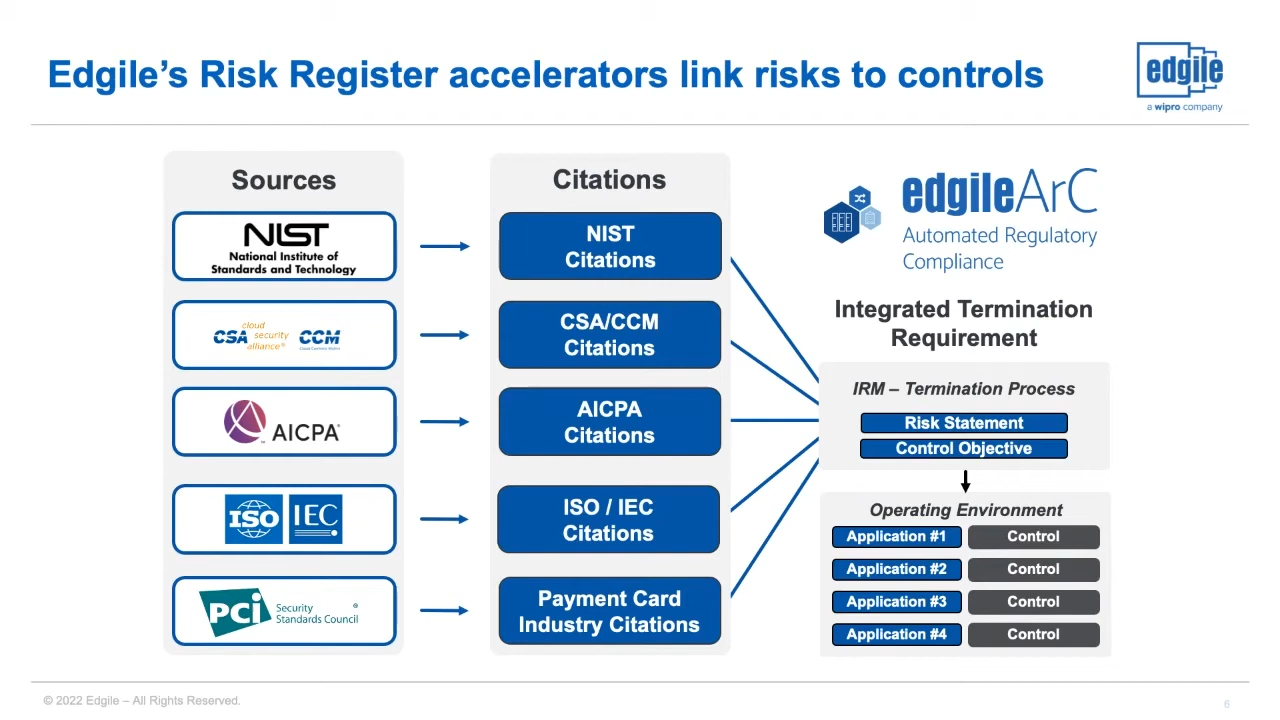 Edgile's Risk Register accelerators link risks to controls
edgile
a wipro company
Sources
NIST
National Institute of
Standards and Technology
CSA
cloud
security
alliance®
CCM
AICPA
ISO
IEC
PCi
Security
Standards Council
®
Citations
NIST
Citations
CSA/CCM
Citations
AICPA
Citations
ISO / IEC
Citations
Payment Card
Industry Citations
edgileArC
Automated Regulatory
Compliance
Integrated Termination
Requirement
IRM – Termination Process
Risk Statement
Control Objective
Operating Environment
Application #1 Control
Application #2 Control
Application #3 Control
Application #4 Control
© 2022 Edgile – All Rights Reserved.
6